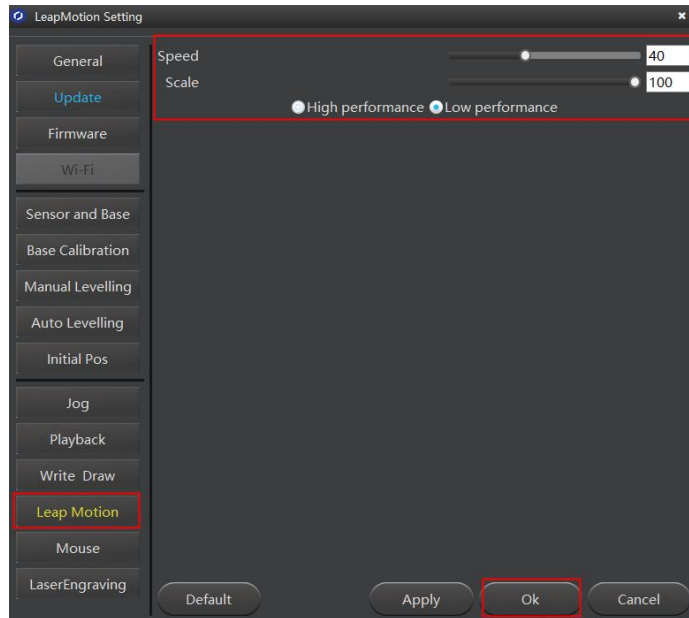 LeapMotion Setting
General
Update
Firmware
Wi-Fi
Sensor and Base
Base Calibration
Manual Levelling
Auto Levelling
Initial Pos
Jog
Playback
Write Draw
Leap Motion
Mouse
LaserEngraving
Speed 40
Scale 100
High performance Low performance
Default Apply Ok Cancel